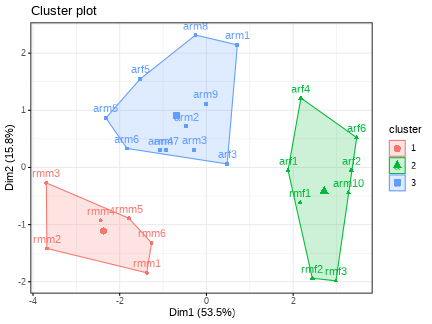 Cluster plot
arm8
arm1
arf5
arm9
arm5
arm2
arm6
arm47
arm3
arf3
arf4
arf6
arf1
arf2
arm10
rmf1
rmf2 rmf3
rmm3
rmm4 rmm5
rmm2
rmm6
rmm1
2
1
0
-1
-2
-4
-2
0
2
Dim1 (53.5%)
Dim2 (15.8%)
cluster
1
2
3